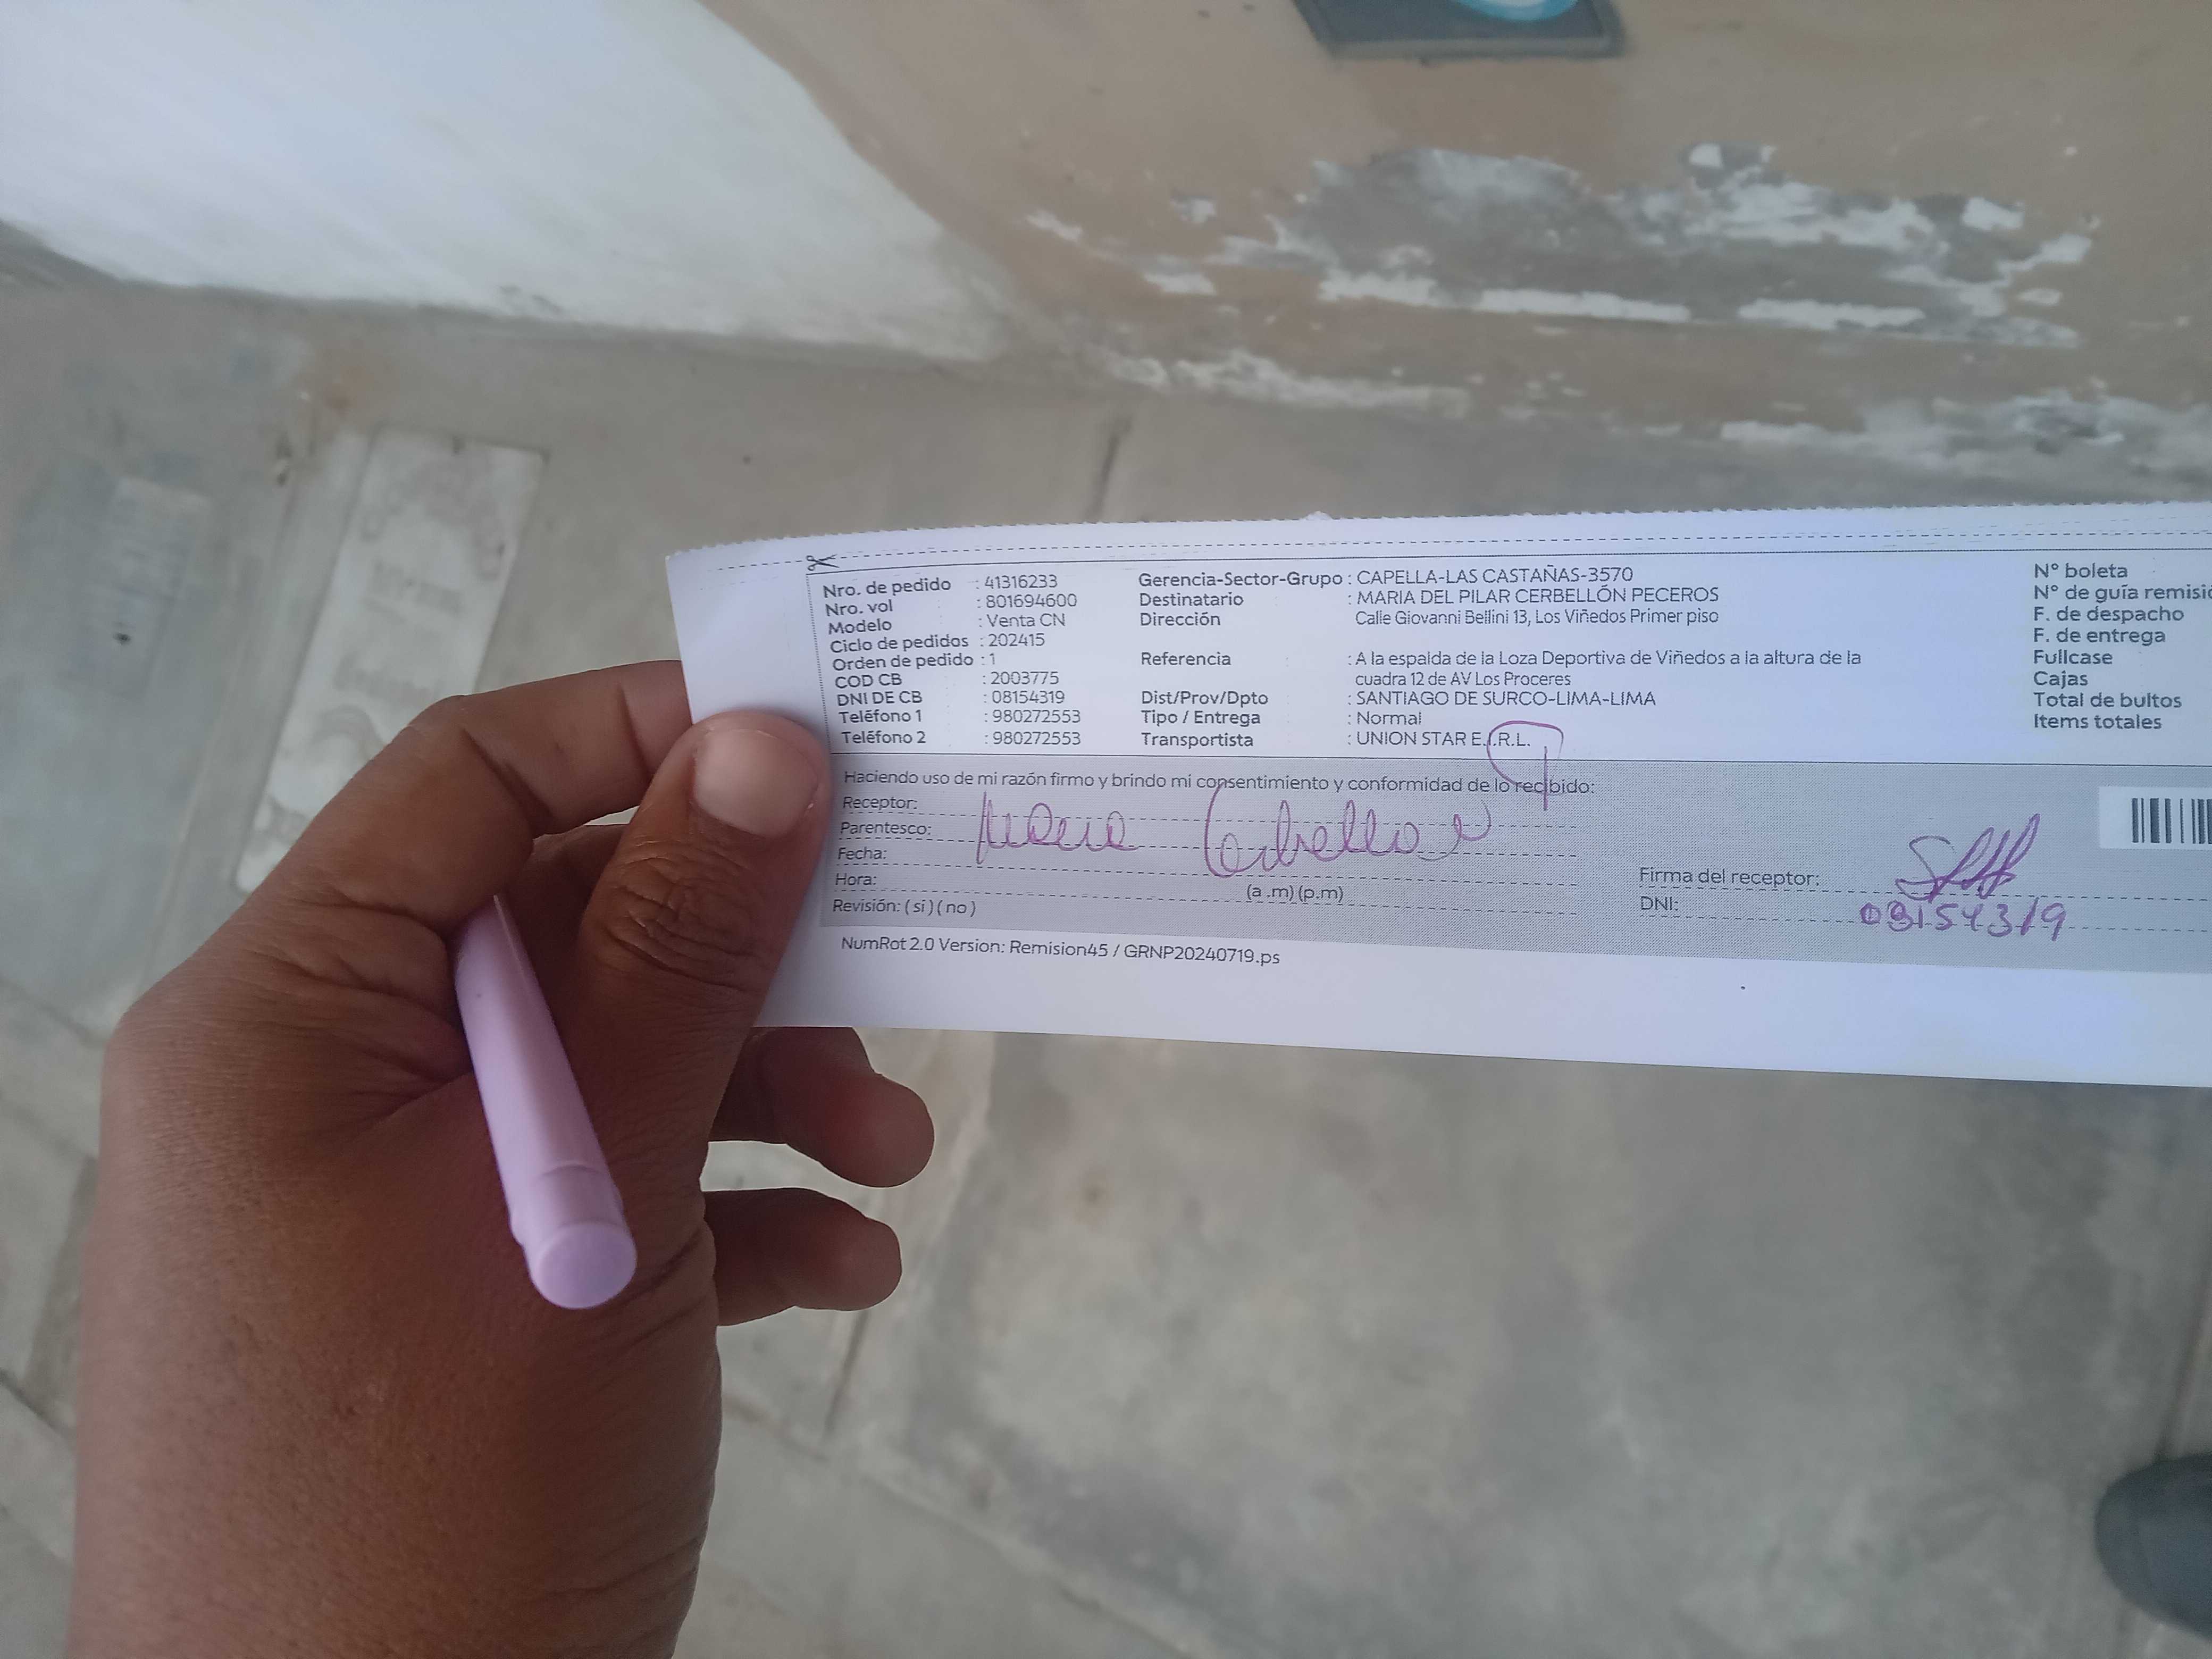 Nro. de pedido : 41316233
Nro. vol : 801694600
Modelo : Venta CN
Ciclo de pedidos : 202415
Orden de pedido : 1
COD CB : 2003775
DNI DE CB : 08154319
Teléfono 1 : 980272553
Teléfono 2 : 980272553
Gerencia-Sector-Grupo : CAPELLA-LAS CASTAÑAS-3570
Destinatario : MARIA DEL PILAR CERBELLÓN PECEROS
Dirección Calle Giovanni Bellini 13, Los Viñedos Primer piso
Referencia : A la espalda de la Loza Deportiva de Viñedos a la altura de la
cuadra 12 de AV Los Proceres
Dist/Prov/Dpto : SANTIAGO DE SURCO-LIMA-LIMA
Tipo / Entrega : Normal
Transportista : UNION STAR E.I.R.L.
N° boleta
N° de guía remisió
F. de despacho
F. de entrega
Fullcase
Cajas
Total de bultos
Items totales
Haciendo uso de mi razón firmo y brindo mi consentimiento y conformidad de lo recibido:
Receptor:
Parentesco: Maria Cerbellon
Fecha:
Hora: (a .m) (p.m)
Revisión: ( si ) ( no )
Firma del receptor:
DNI: 08154319
NumRot 2.0 Version: Remision45 / GRNP20240719.ps